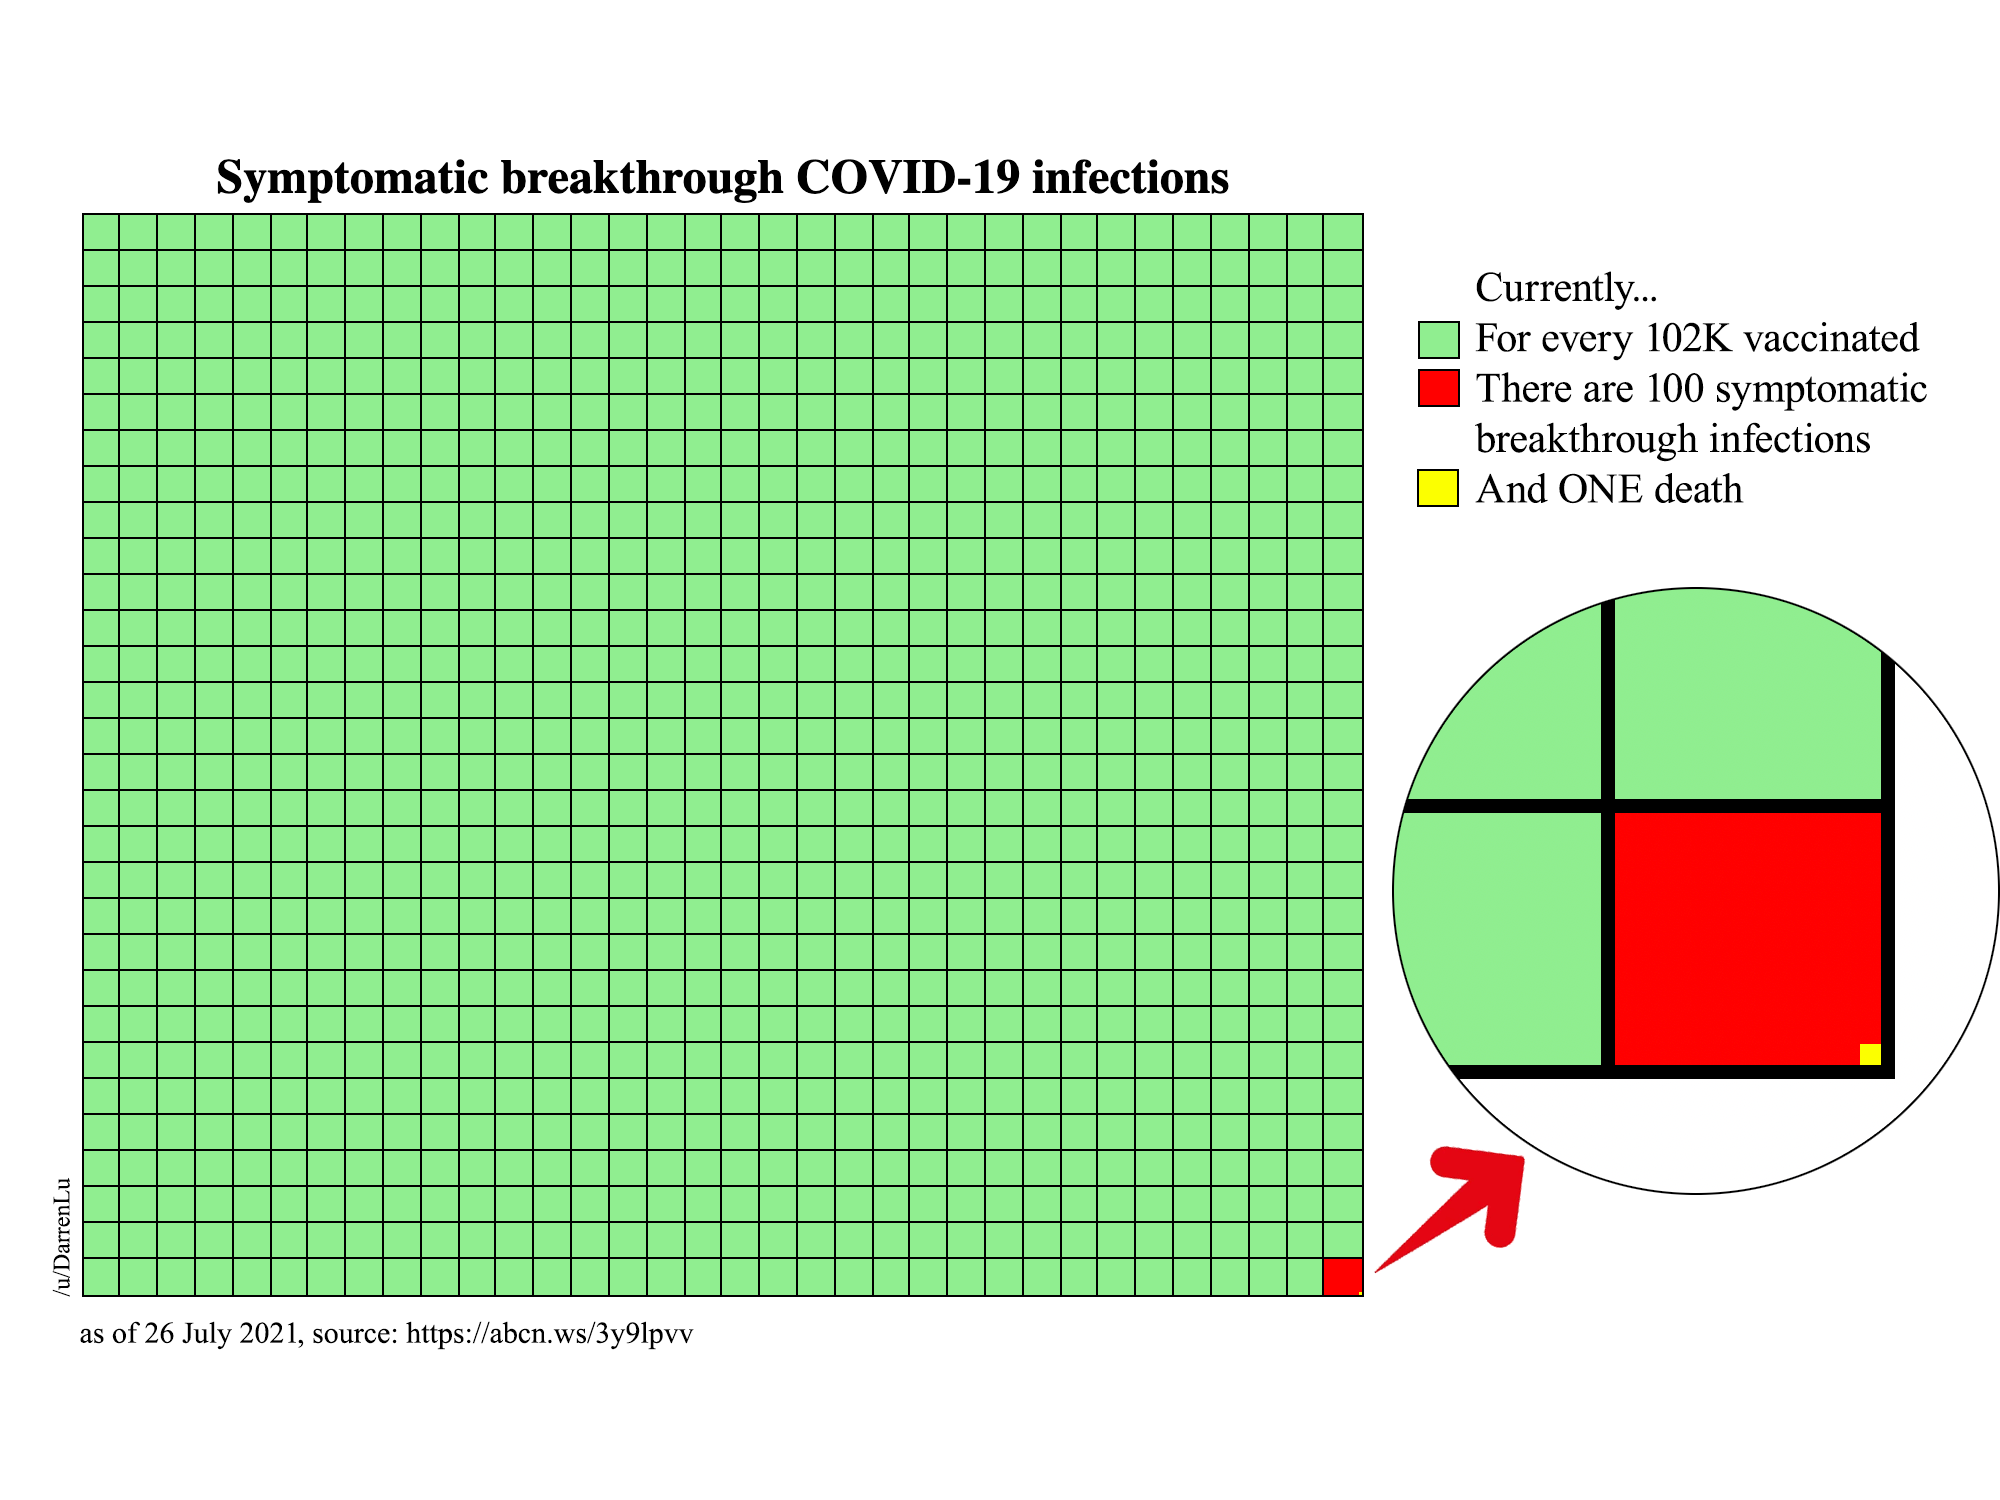 Symptomatic breakthrough COVID-19 infections
Currently...
For every 102K vaccinated
There are 100 symptomatic
breakthrough infections
And ONE death
/u/DarrenLu
as of 26 July 2021, source: https://abcn.ws/3y9lpvv